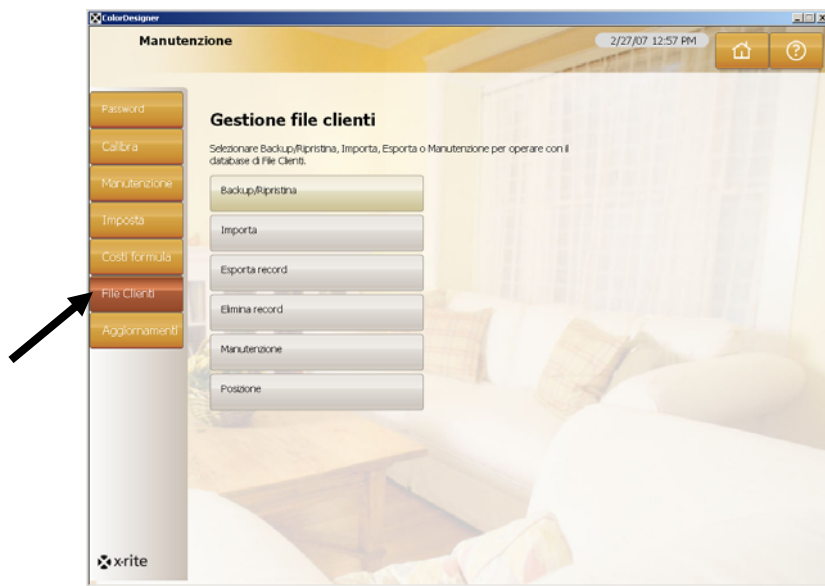 ColorDesigner
Manutenzione
2/27/07 12:57 PM
Password
Calibra
Manutenzione
Imposta
Costi formula
File Clienti
Aggiornamenti
Gestione file clienti
Selezionare Backup/Ripristina, Importa, Esporta o Manutenzione per operare con il
database di File Clienti.
Backup/Ripristina
Importa
Esporta record
Elimina record
Manutenzione
Posizione
x·rite